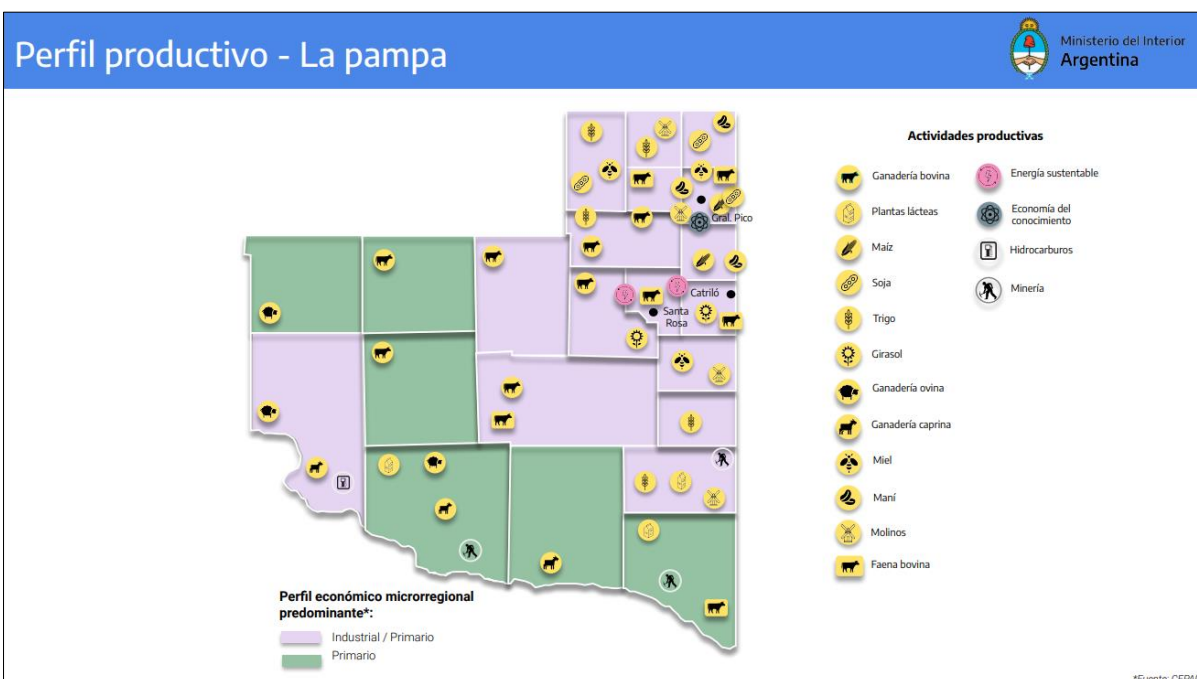 Perfil productivo - La pampa
Ministerio del Interior
Argentina
Actividades productivas
Ganadería bovina
Plantas lácteas
Maíz
Soja
Trigo
Girasol
Ganadería ovina
Ganadería caprina
Miel
Maní
Molinos
Faena bovina
Energía sustentable
Economía del
conocimiento
Hidrocarburos
Minería
Gral. Pico
Catriló
Santa
Rosa
Perfil económico microrregional
predominante*:
Industrial / Primario
Primario
*Fuente: CEPAL